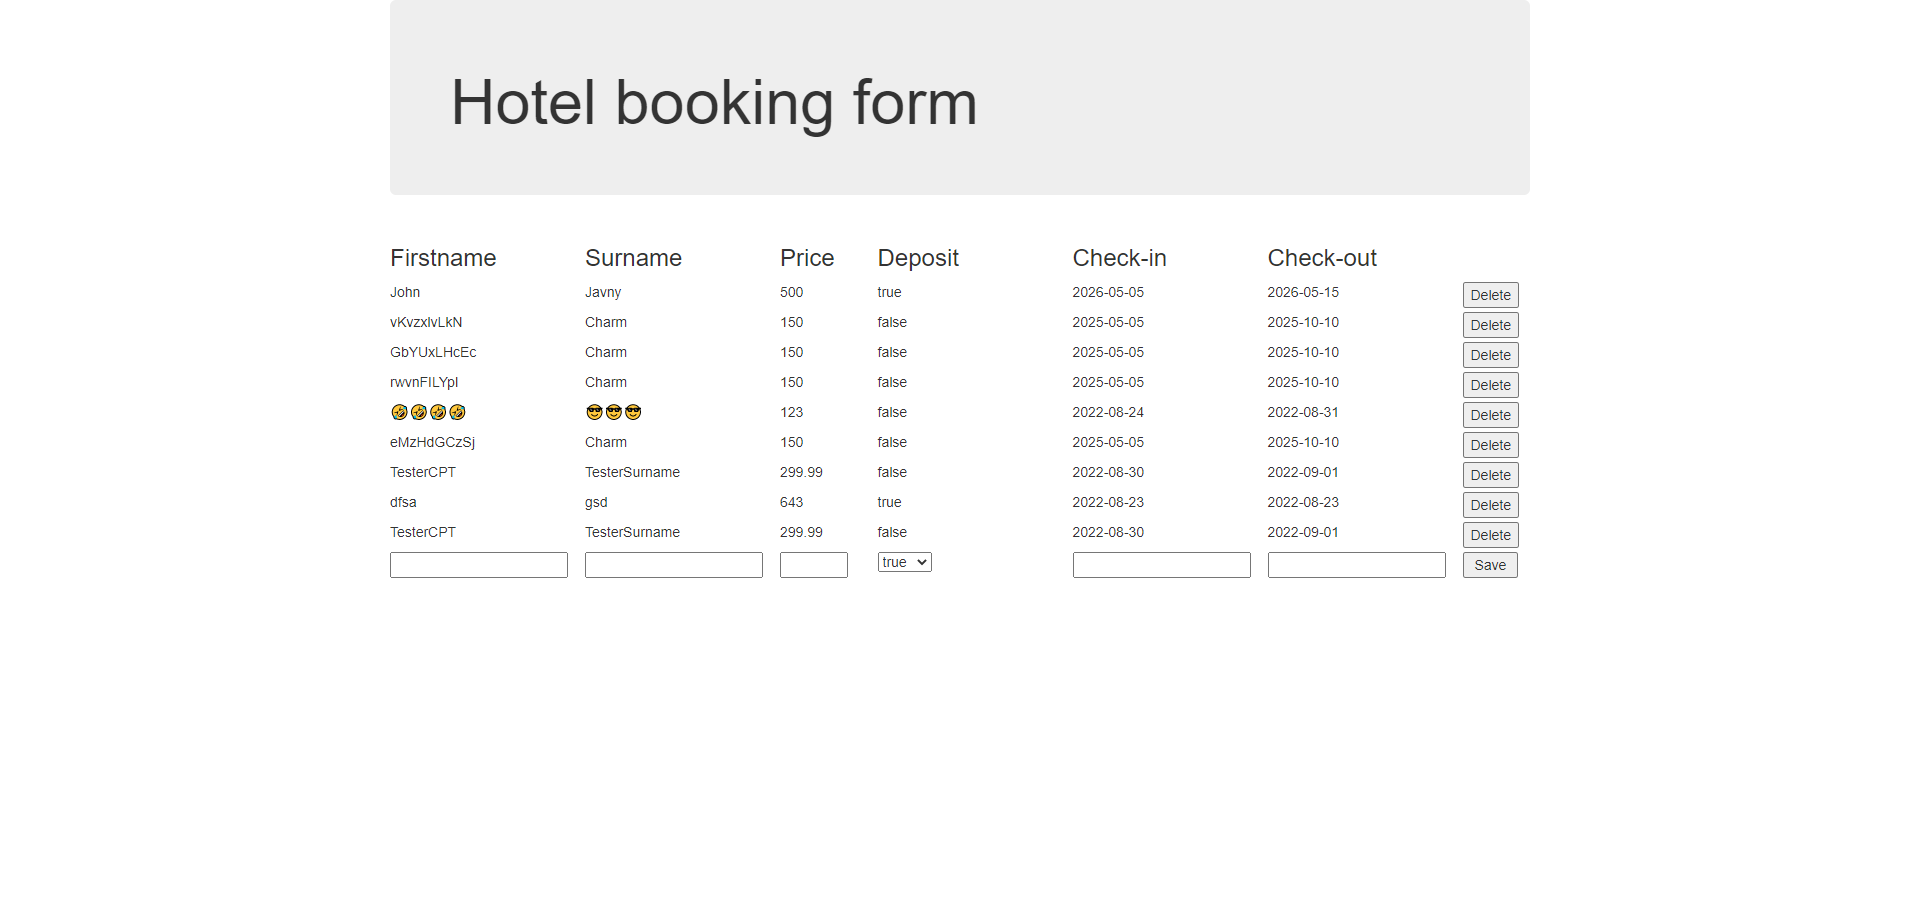 Hotel booking form
Firstname Surname Price Deposit Check-in Check-out
John Javny 500 true 2026-05-05 2026-05-15 Delete
vKvzxlvLkN Charm 150 false 2025-05-05 2025-10-10 Delete
GbYUxLHcEc Charm 150 false 2025-05-05 2025-10-10 Delete
rwvnFILYpI Charm 150 false 2025-05-05 2025-10-10 Delete
🤣🤣🤣🤣 😎😎😎 123 false 2022-08-24 2022-08-31 Delete
eMzHdGCzSj Charm 150 false 2025-05-05 2025-10-10 Delete
TesterCPT TesterSurname 299.99 false 2022-08-30 2022-09-01 Delete
dfsa gsd 643 true 2022-08-23 2022-08-23 Delete
TesterCPT TesterSurname 299.99 false 2022-08-30 2022-09-01 Delete
true Save